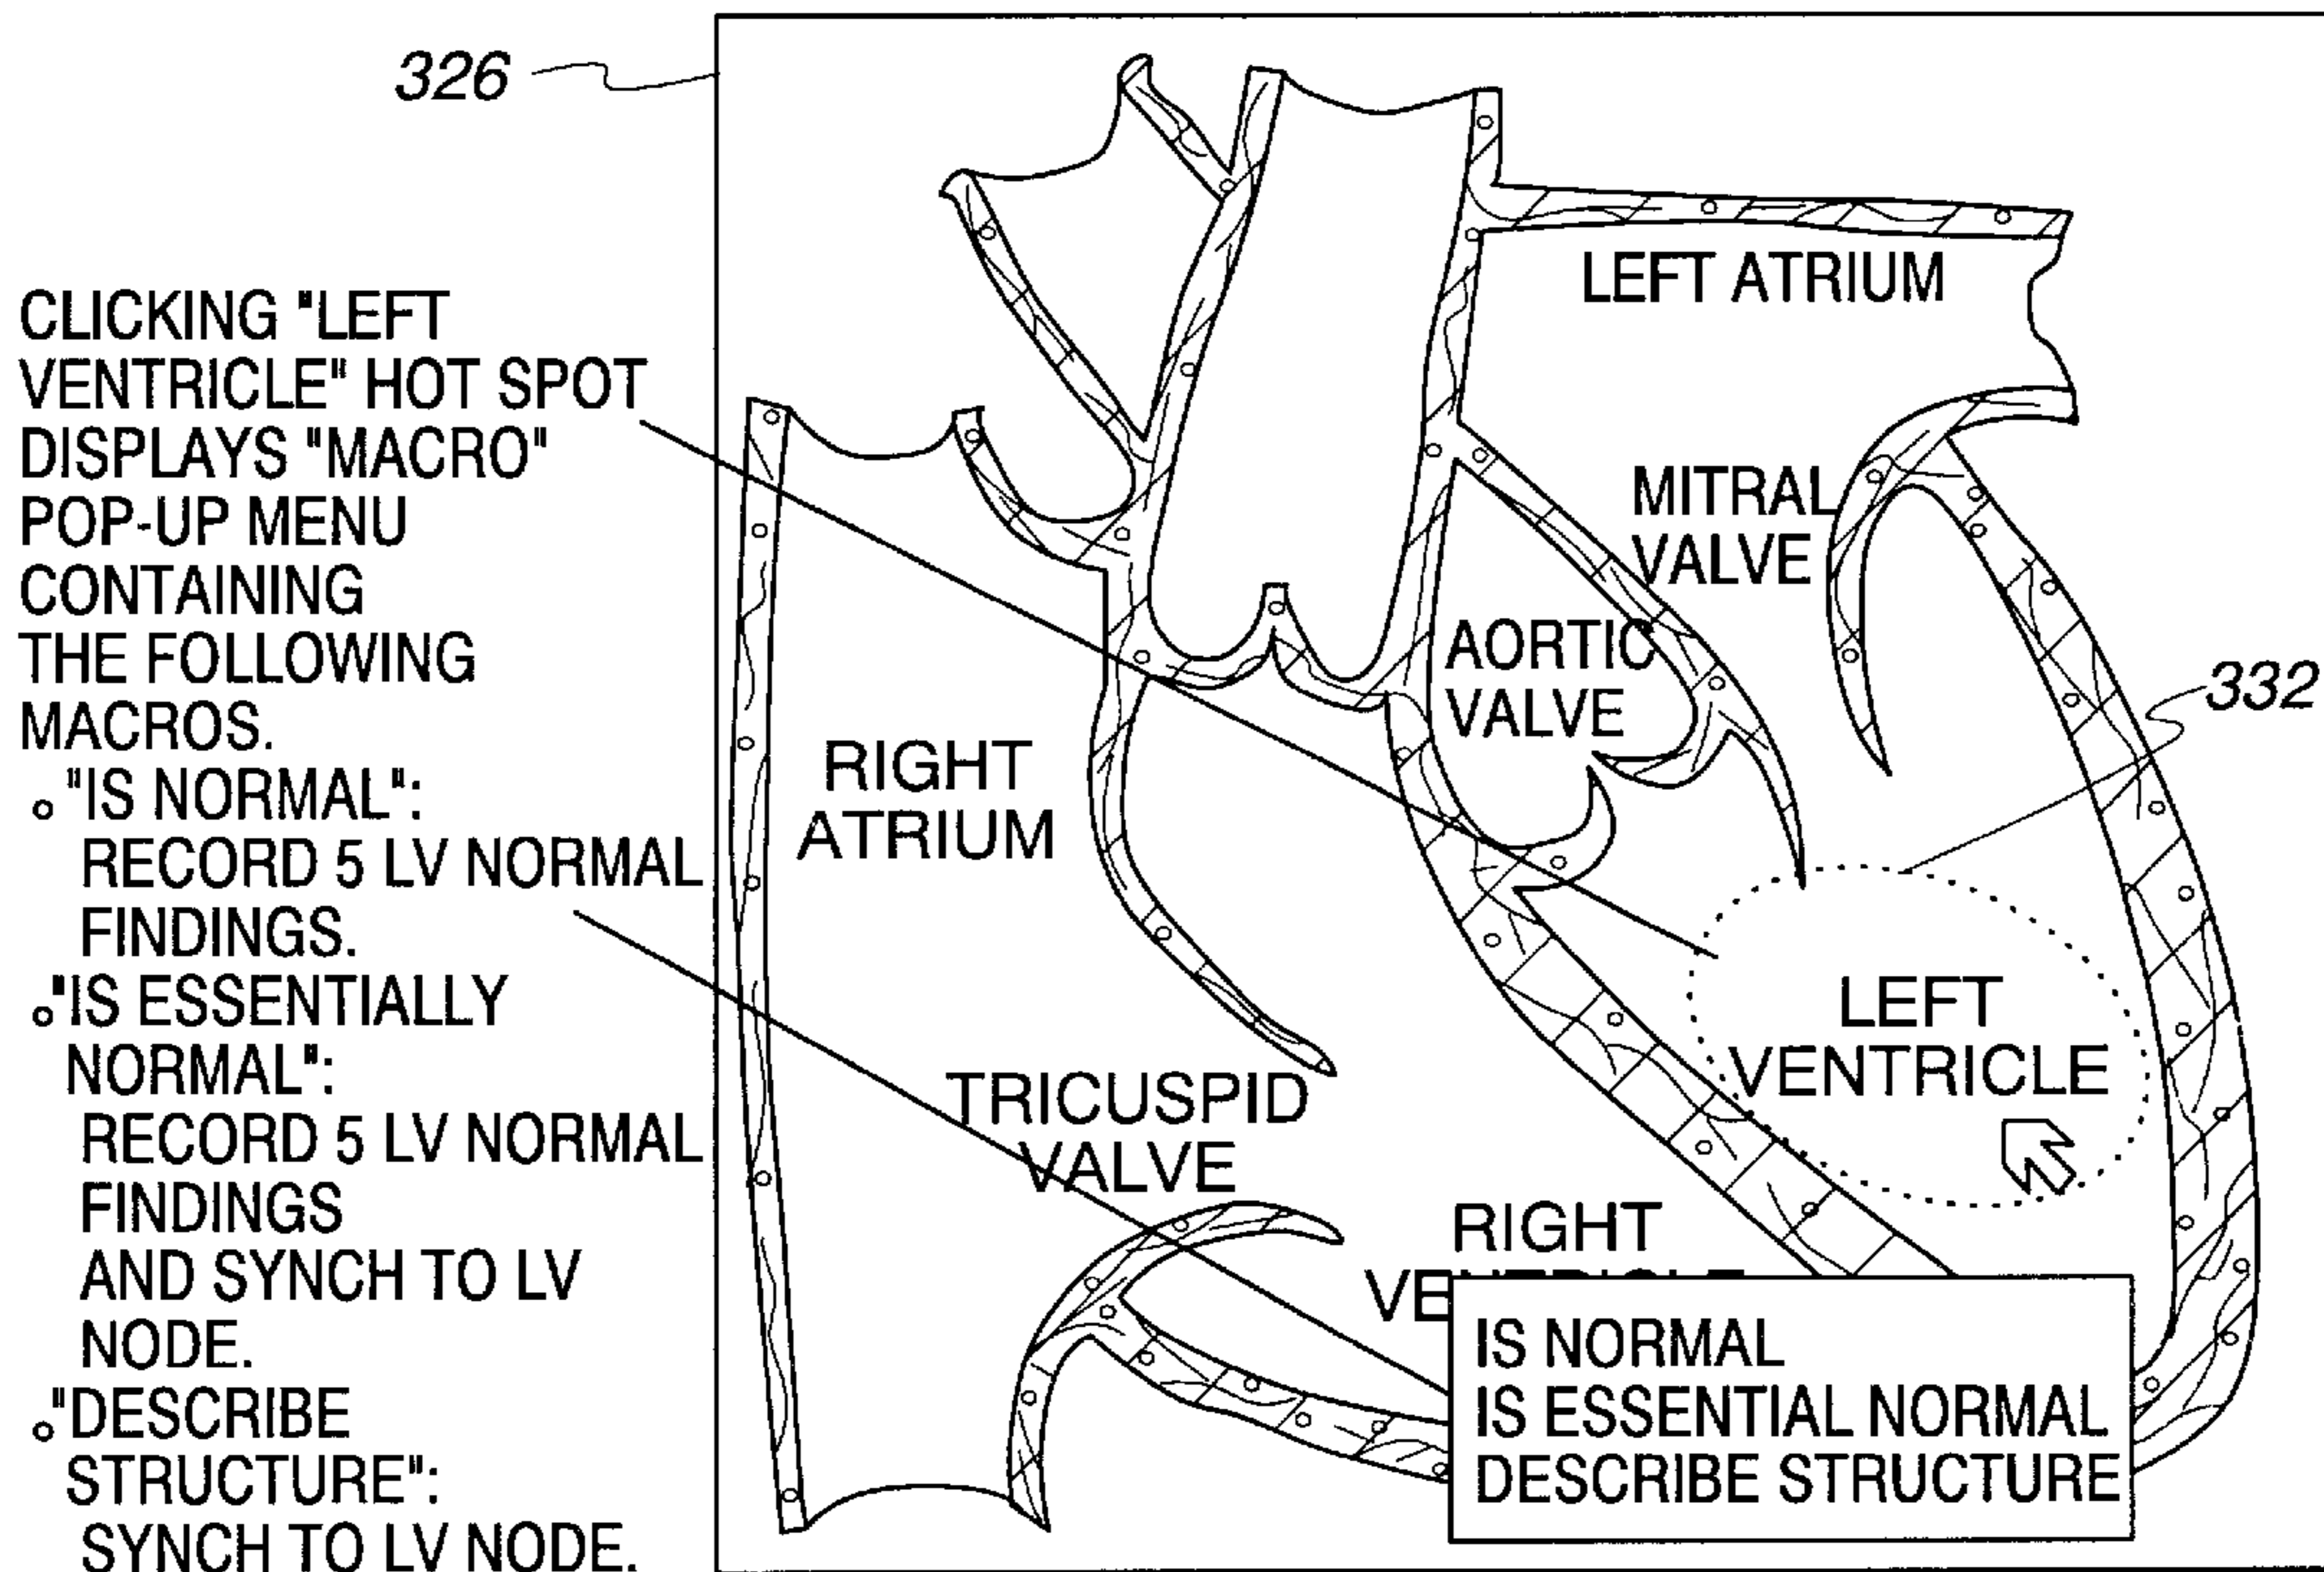 326
CLICKING "LEFT
VENTRICLE" HOT SPOT
DISPLAYS "MACRO"
POP-UP MENU
CONTAINING
THE FOLLOWING
MACROS.
"IS NORMAL":
RECORD 5 LV NORMAL
FINDINGS.
"IS ESSENTIALLY
NORMAL":
RECORD 5 LV NORMAL
FINDINGS
AND SYNCH TO LV
NODE.
"DESCRIBE
STRUCTURE":
SYNCH TO LV NODE.
LEFT ATRIUM
MITRAL
VALVE
AORTIC
VALVE
332
RIGHT
ATRIUM
LEFT
VENTRICLE
TRICUSPID
VALVE
RIGHT
IS NORMAL
IS ESSENTIAL NORMAL
DESCRIBE STRUCTURE